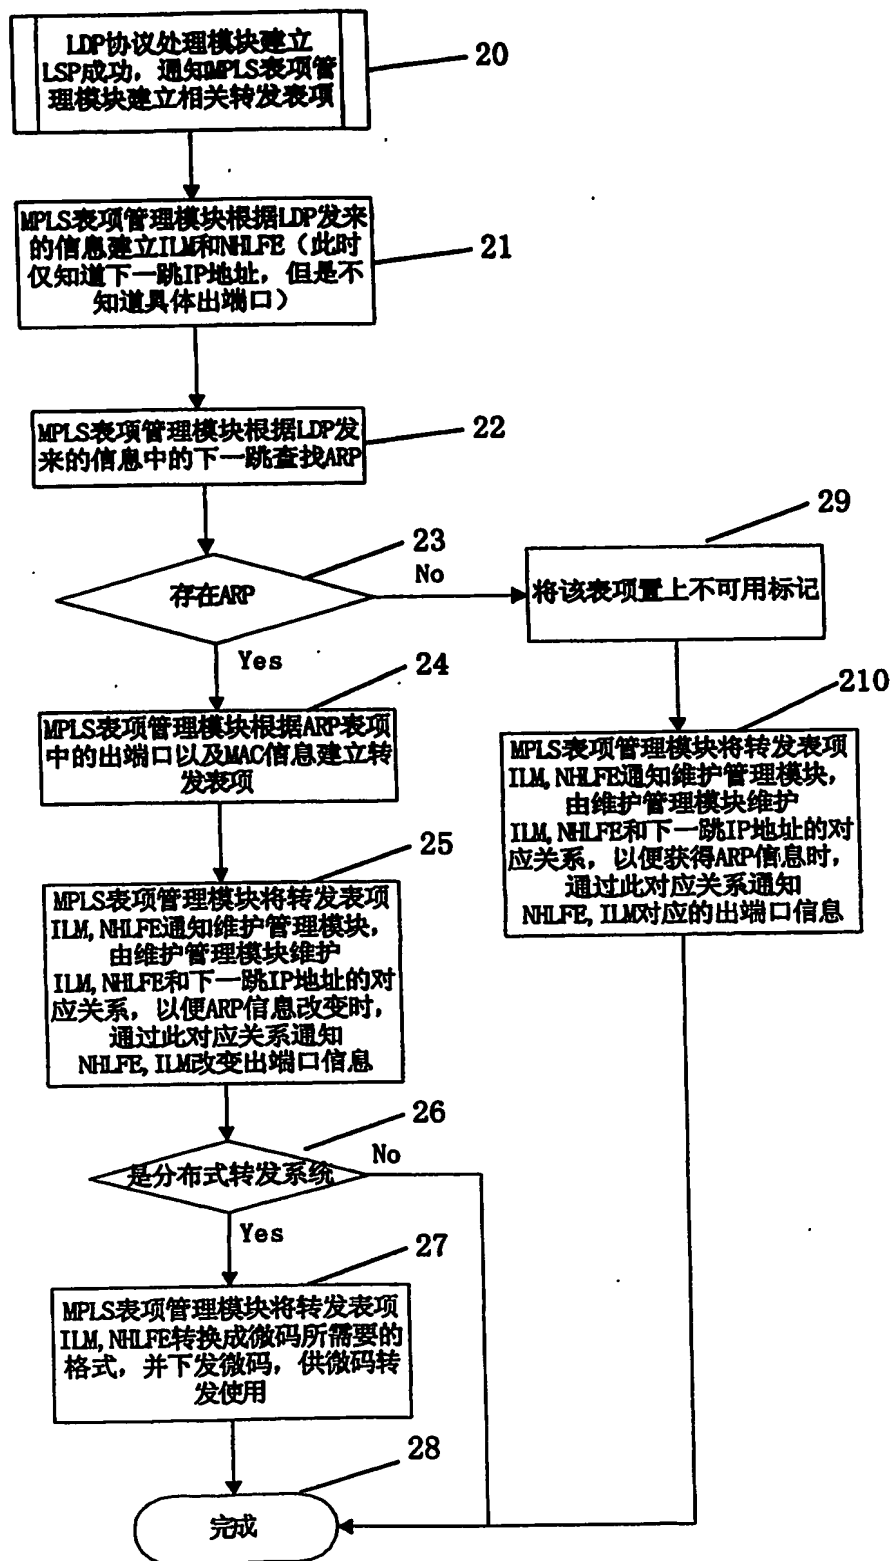 LDP协议处理模块建立
LSP成功，通知MPLS表项管
理模块建立相关转发表项
20
MPLS表项管理模块根据LDP发来
的信息建立ILM和NHLFE（此时
仅知道下一跳IP地址，但是不
知道具体出端口）
21
MPLS表项管理模块根据LDP发
来的信息中的下一跳查找ARP
22
存在ARP
23
No
Yes
将该表项置上不可用标记
29
MPLS表项管理模块根据ARP表项
中的出端口以及MAC信息建立转
发表项
24
MPLS表项管理模块将转发表项
ILM,NHLFE通知维护管理模块，
由维护管理模块维护
ILM,NHLFE和下一跳IP地址的对
应关系，以便获得ARP信息时，
通过此对应关系通知
NHLFE,ILM对应的出端口信息
210
MPLS表项管理模块将转发表项
ILM,NHLFE通知维护管理模块，
由维护管理模块维护
ILM,NHLFE和下一跳IP地址的对
应关系，以便ARP信息改变时，
通过此对应关系通知
NHLFE,ILM改变出端口信息
25
是分布式转发系统
26
No
Yes
MPLS表项管理模块将转发表项
ILM,NHLFE转换成微码所需要的
格式，并下发微码，供微码转
发使用
27
完成
28